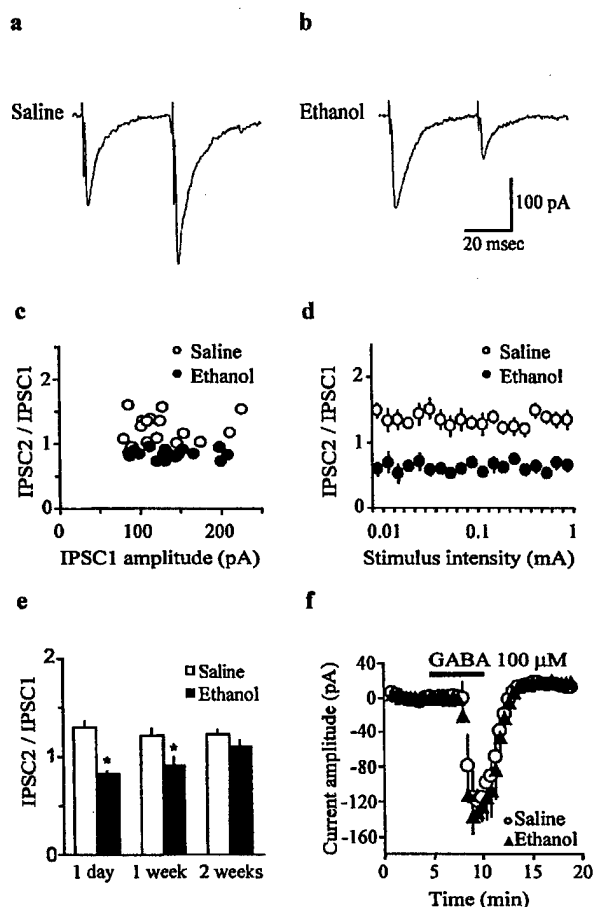 a
b
Saline
Ethanol
100 pA
20 msec
c
d
IPSC2 / IPSC1
2
1
0
Saline
Ethanol
0
100
200
IPSC1 amplitude (pA)
IPSC2 / IPSC1
2
1
0
Saline
Ethanol
0.01
0.1
1
Stimulus intensity (mA)
e
f
IPSC2 / IPSC1
2
1
0
Saline
Ethanol
*
*
1 day
1 week
2 weeks
Current amplitude (pA)
40
0
-40
-80
-120
-160
GABA 100 µM
Saline
Ethanol
0
5
10
15
20
Time (min)